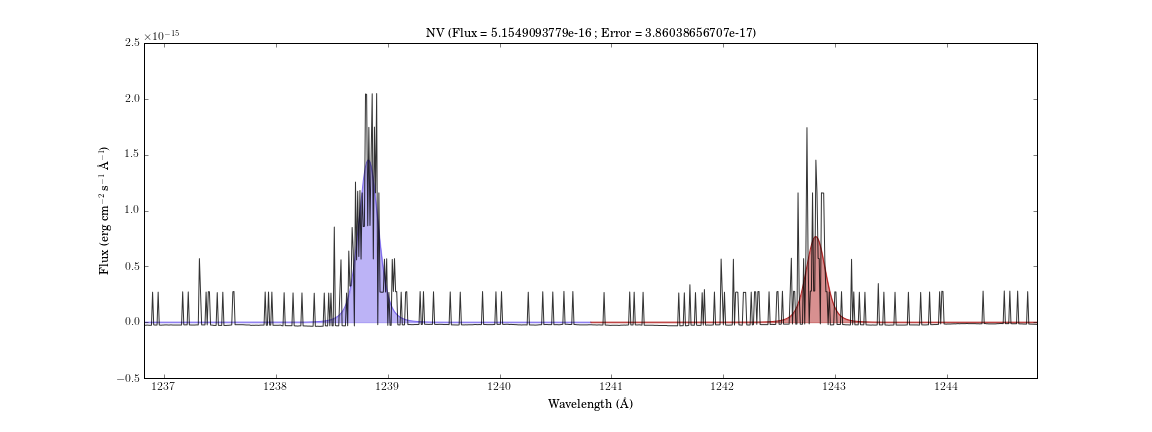 NV (Flux = 5.1549093779e-16 ; Error = 3.86038656707e-17)
×10⁻¹⁵
2.5
2.0
1.5
1.0
0.5
0.0
−0.5
Flux (erg cm⁻² s⁻¹ Å⁻¹)
1237 1238 1239 1240 1241 1242 1243 1244
Wavelength (Å)